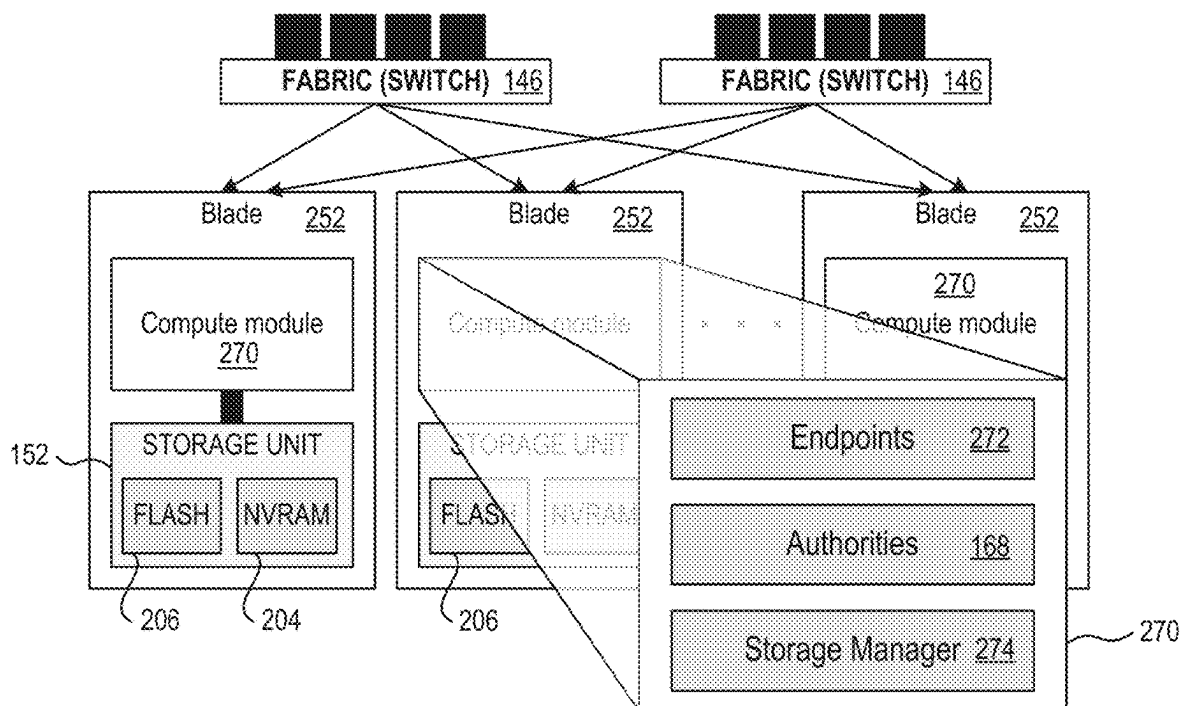 FABRIC (SWITCH) 146
FABRIC (SWITCH) 146
Blade 252
Blade 252
Blade 252
Compute module
270
Compute module
270
Compute module
152
STORAGE UNIT
FLASH
NVRAM
206
204
STORAGE UNIT
FLASH
NVRAM
206
Endpoints 272
Authorities 168
Storage Manager 274
270